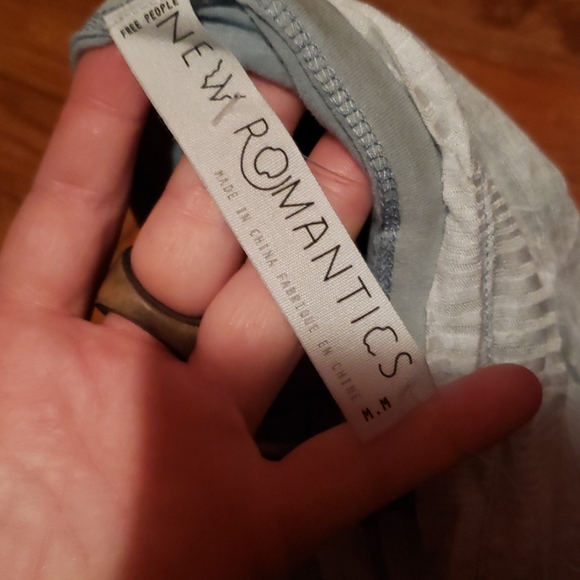 FREE PEOPLE
NEW ROMANTICS
MADE IN CHINA FABRIQUE EN CHINE
M.M